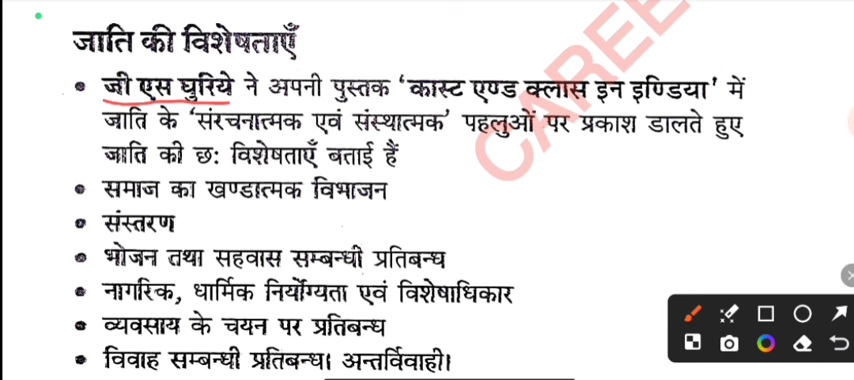 जाति की विशेषताएँ
• जी एस घुरिये ने अपनी पुस्तक ‘कास्ट एण्ड क्लास इन इण्डिया’ में
जाति के ‘संरचनात्मक एवं संस्थात्मक’ पहलुओं पर प्रकाश डालते हुए
जाति की छः विशेषताएँ बताई हैं
• समाज का खण्डात्मक विभाजन
• संस्तरण
• भोजन तथा सहवास सम्बन्धी प्रतिबन्ध
• नागरिक, धार्मिक निर्योग्यता एवं विशेषाधिकार
• व्यवसाय के चयन पर प्रतिबन्ध
• विवाह सम्बन्धी प्रतिबन्ध। अन्तर्विवाही।
CAREE